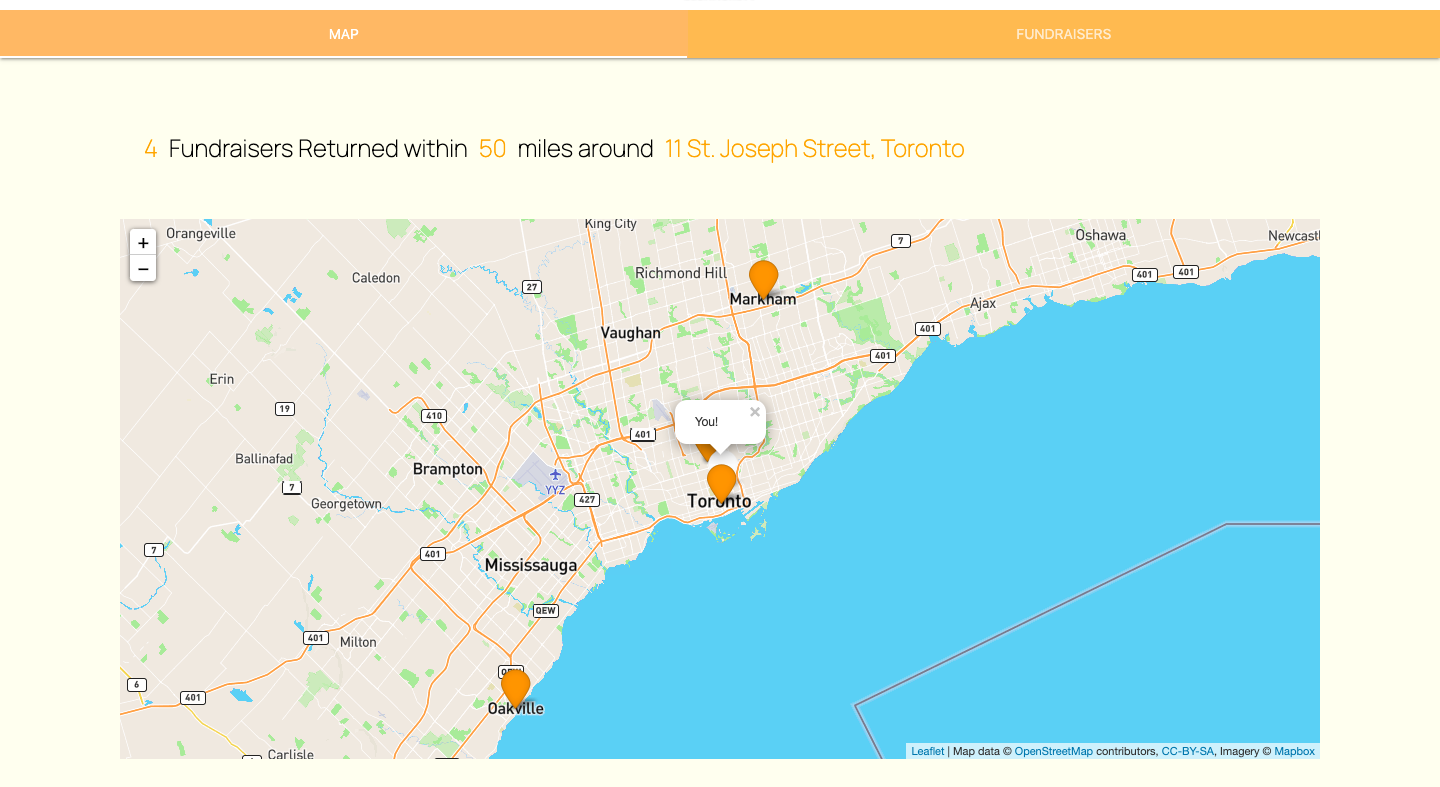 MAP
FUNDRAISERS
4 Fundraisers Returned within 50 miles around 11 St. Joseph Street, Toronto
King City
+
Orangeville
7
Oshawa
Newcastl
−
Caledon
Richmond Hill
401
401
27
Markham
Ajax
Vaughan
401
401
Erin
19
410
You! ×
401
Ballinafad
Brampton
YYZ
7
Georgetown
427
Toronto
7
401
Mississauga
QEW
401
Milton
6
401
Oakville
Carlisle
Leaflet | Map data © OpenStreetMap contributors, CC-BY-SA, Imagery © Mapbox